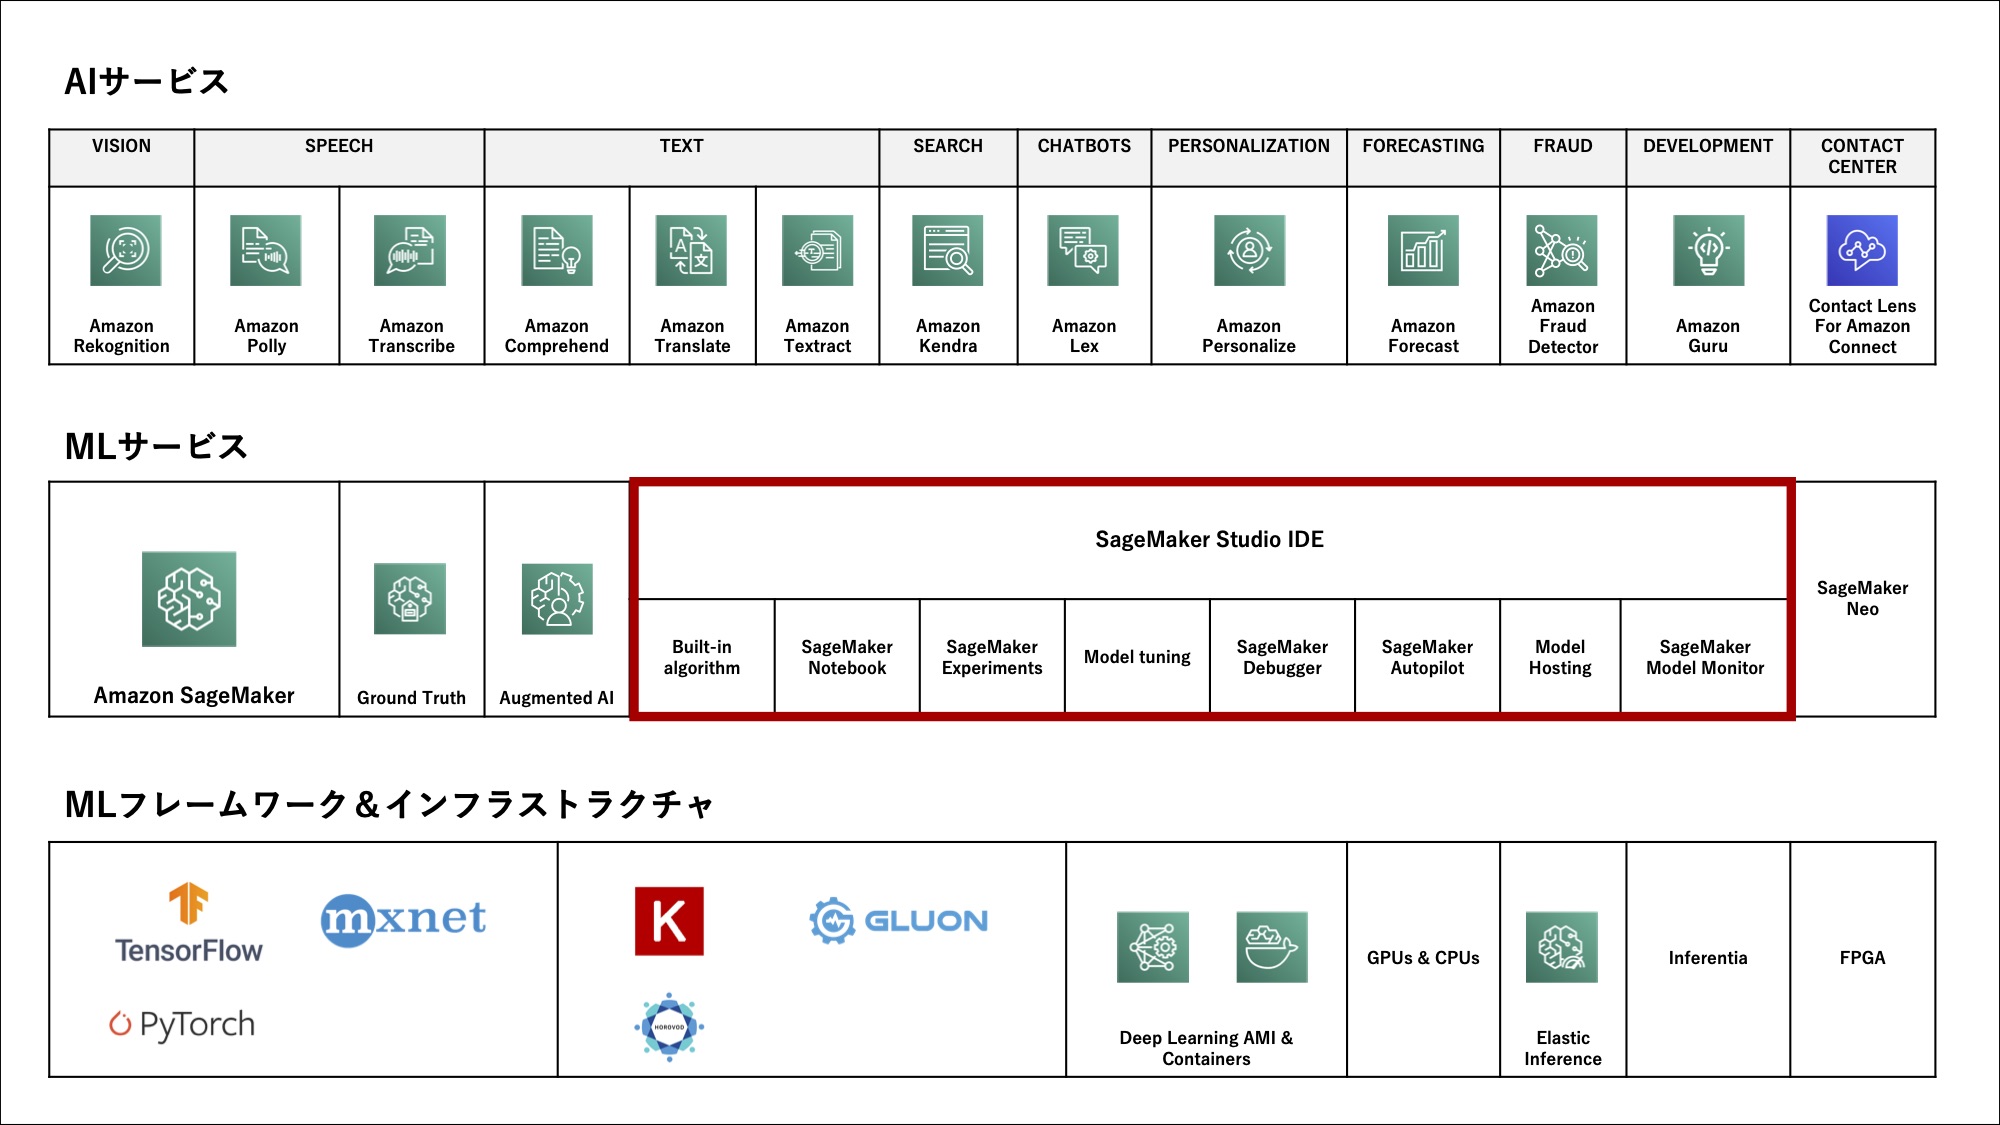 AIサービス
VISION
SPEECH
TEXT
SEARCH
CHATBOTS
PERSONALIZATION
FORECASTING
FRAUD
DEVELOPMENT
CONTACT
CENTER
Amazon
Rekognition
Amazon
Polly
Amazon
Transcribe
Amazon
Comprehend
A
文
Amazon
Translate
Amazon
Textract
Amazon
Kendra
Amazon
Lex
Amazon
Personalize
Amazon
Forecast
Amazon
Fraud
Detector
Amazon
Guru
Contact Lens
For Amazon
Connect
MLサービス
Amazon SageMaker
Ground Truth
Augmented AI
SageMaker Studio IDE
Built-in
algorithm
SageMaker
Notebook
SageMaker
Experiments
Model tuning
SageMaker
Debugger
SageMaker
Autopilot
Model
Hosting
SageMaker
Model Monitor
SageMaker
Neo
MLフレームワーク＆インフラストラクチャ
TensorFlow
mxnet
PyTorch
K
GLUON
HOROVOD
Deep Learning AMI &
Containers
GPUs & CPUs
Elastic
Inference
Inferentia
FPGA